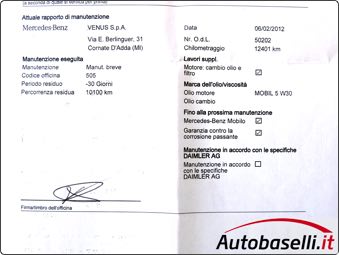 Attuale rapporto di manutenzione
Mercedes-Benz VENUS S.p.A.
Via E. Berlinguer, 31
Cornate D'Adda (MI)
Data 06/02/2012
Nr. O.d.L. 50202
Chilometraggio 12401 km
Manutenzione eseguita
Manutenzione Manut. breve
Codice officina 505
Periodo residuo -30 Giorni
Percorrenza residua 10100 km
Lavori suppl.
Motore: cambio olio e
filtro
Marca dell'olio/viscosità
Olio motore MOBIL 5 W30
Olio cambio
Fino alla prossima manutenzione
Mercedes-Benz Mobilo
Garanzia contro la
corrosione passante
Manutenzione in accordo con le specifiche
DAIMLER AG
Manutenzione in accordo
con le specifiche
DAIMLER AG
Firma/timbro dell'officina
Autobaselli.it